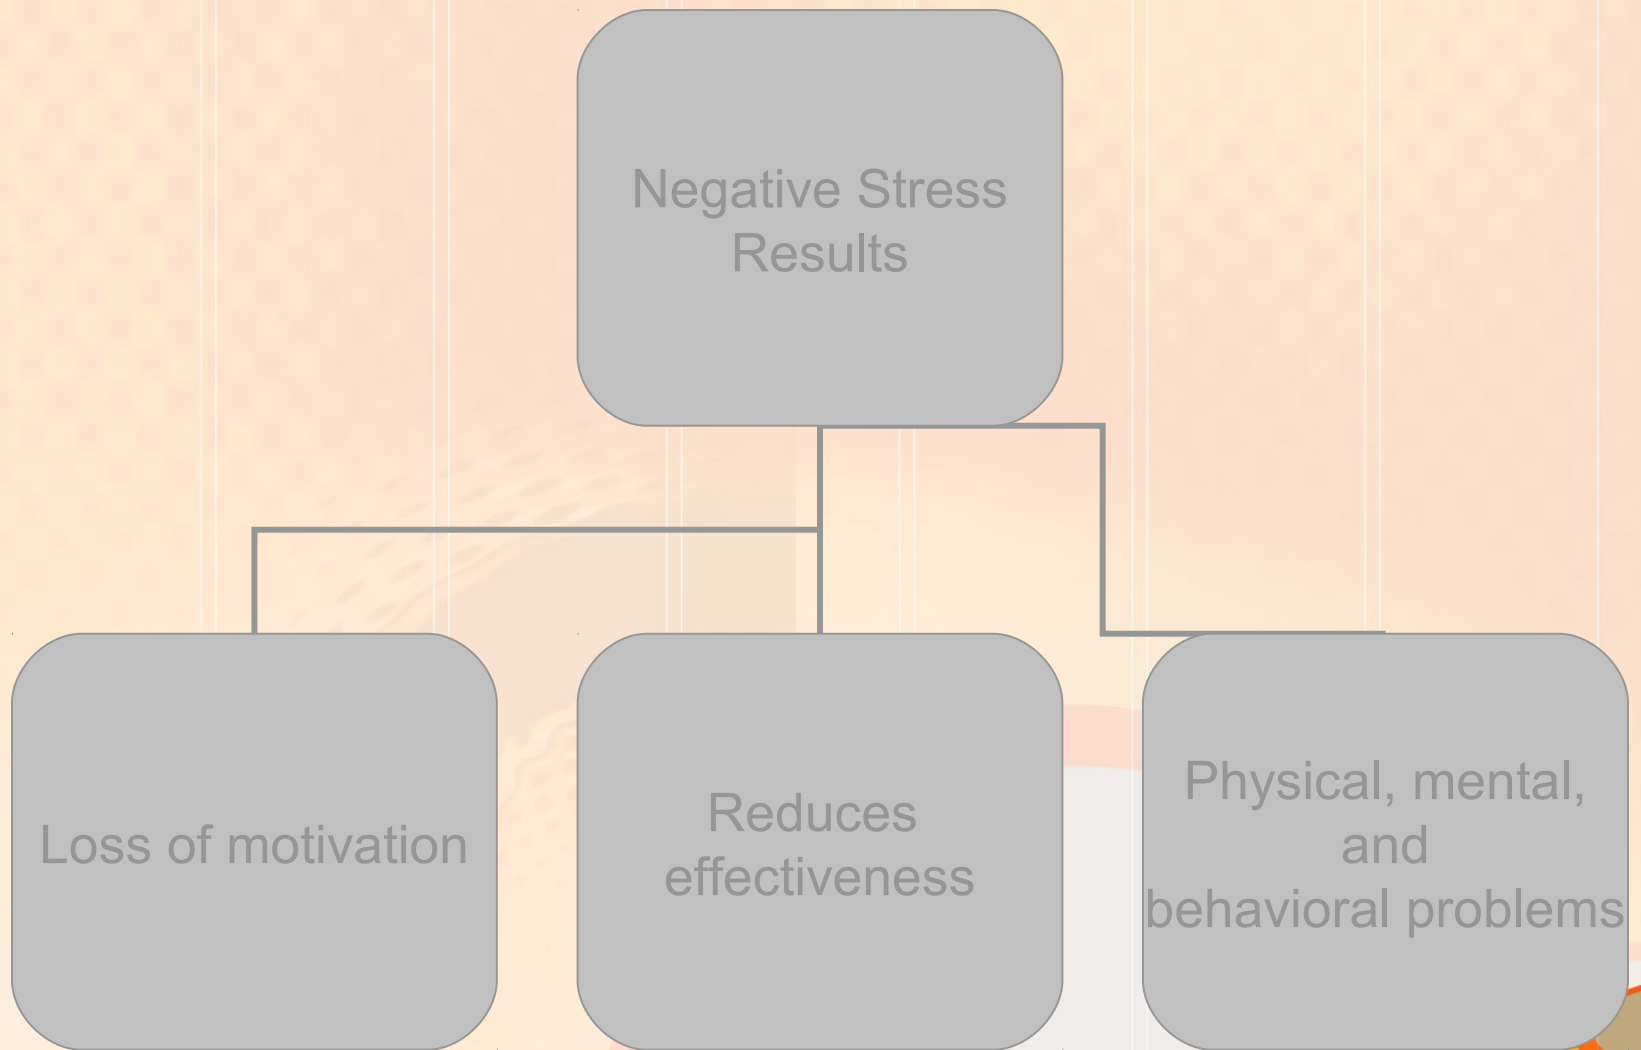 Negative Stress
Results
Loss of motivation
Reduces
effectiveness
Physical, mental,
and
behavioral problems